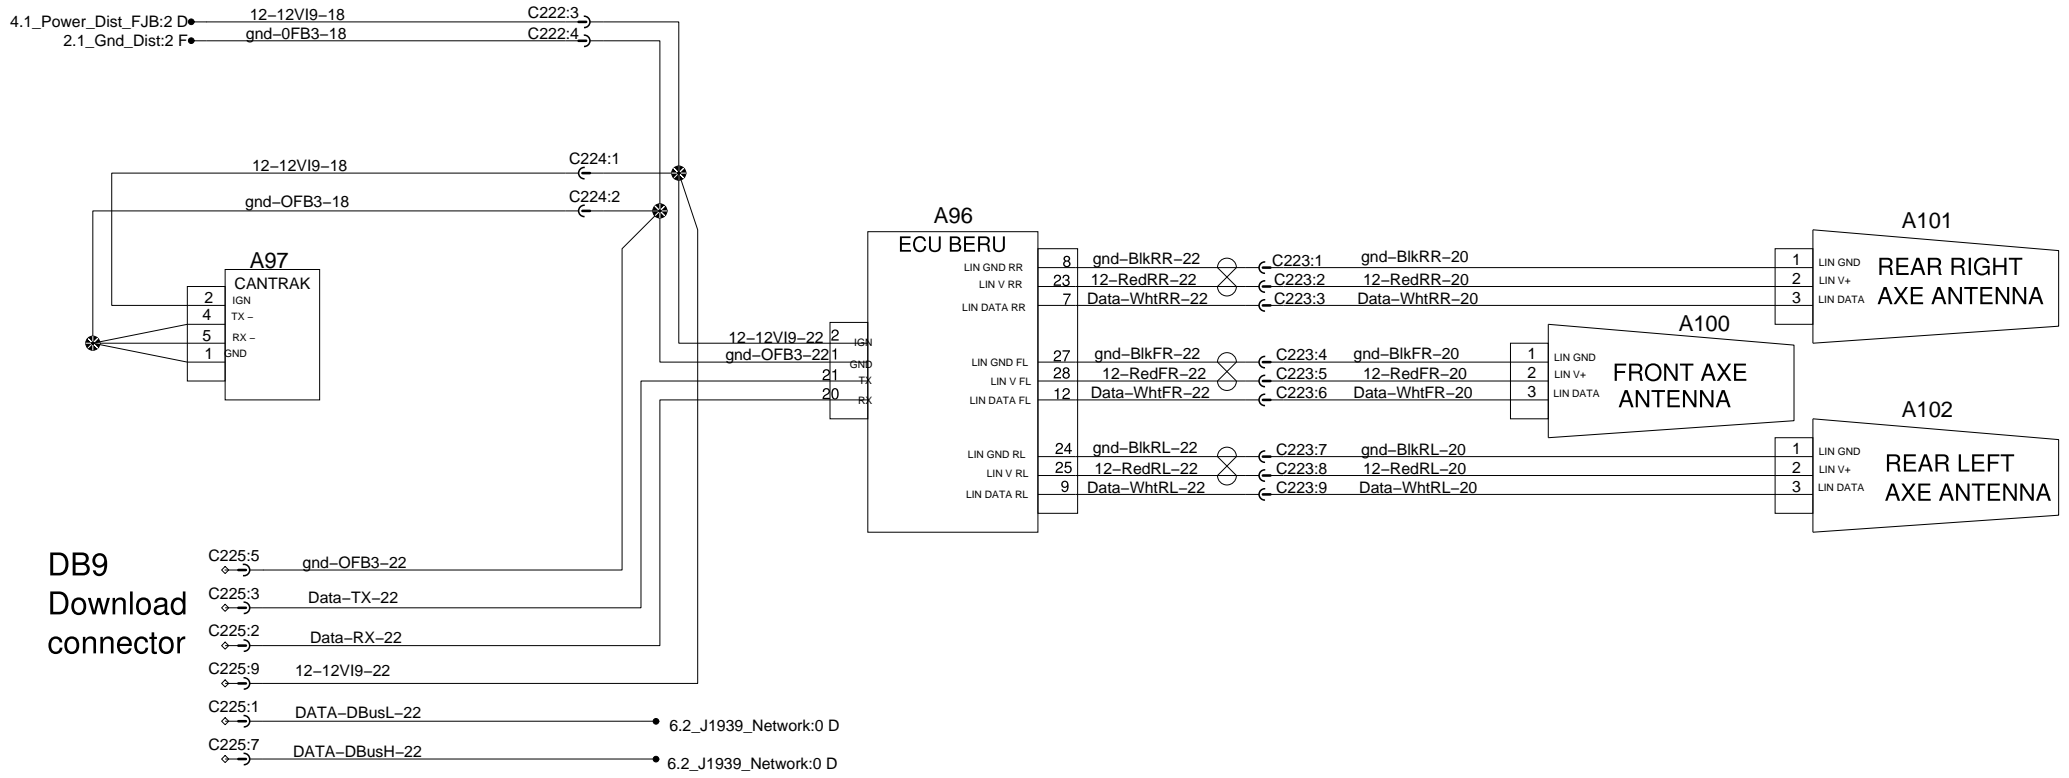 4.1_Power_Dist_FJB:2 D 12-12VI9-18 C222:3
2.1_Gnd_Dist:2 F gnd-0FB3-18 C222:4
12-12VI9-18 C224:1
gnd-OFB3-18 C224:2
A97
CANTRAK
2 IGN
4 TX -
5 RX -
1 GND
A96
ECU BERU
12-12VI9-22 2 IGN
gnd-OFB3-22 1 GND
21 TX
20 RX
LIN GND RR 8 gnd-BlkRR-22 C223:1 gnd-BlkRR-20
LIN V RR 23 12-RedRR-22 C223:2 12-RedRR-20
LIN DATA RR 7 Data-WhtRR-22 C223:3 Data-WhtRR-20
A101
1 LIN GND
2 LIN V+
3 LIN DATA
REAR RIGHT
AXE ANTENNA
LIN GND FL 27 gnd-BlkFR-22 C223:4 gnd-BlkFR-20
LIN V FL 28 12-RedFR-22 C223:5 12-RedFR-20
LIN DATA FL 12 Data-WhtFR-22 C223:6 Data-WhtFR-20
A100
1 LIN GND
2 LIN V+
3 LIN DATA
FRONT AXE
ANTENNA
LIN GND RL 24 gnd-BlkRL-22 C223:7 gnd-BlkRL-20
LIN V RL 25 12-RedRL-22 C223:8 12-RedRL-20
LIN DATA RL 9 Data-WhtRL-22 C223:9 Data-WhtRL-20
A102
1 LIN GND
2 LIN V+
3 LIN DATA
REAR LEFT
AXE ANTENNA
DB9
Download
connector
C225:5 gnd-OFB3-22
C225:3 Data-TX-22
C225:2 Data-RX-22
C225:9 12-12VI9-22
C225:1 DATA-DBusL-22 6.2_J1939_Network:0 D
C225:7 DATA-DBusH-22 6.2_J1939_Network:0 D